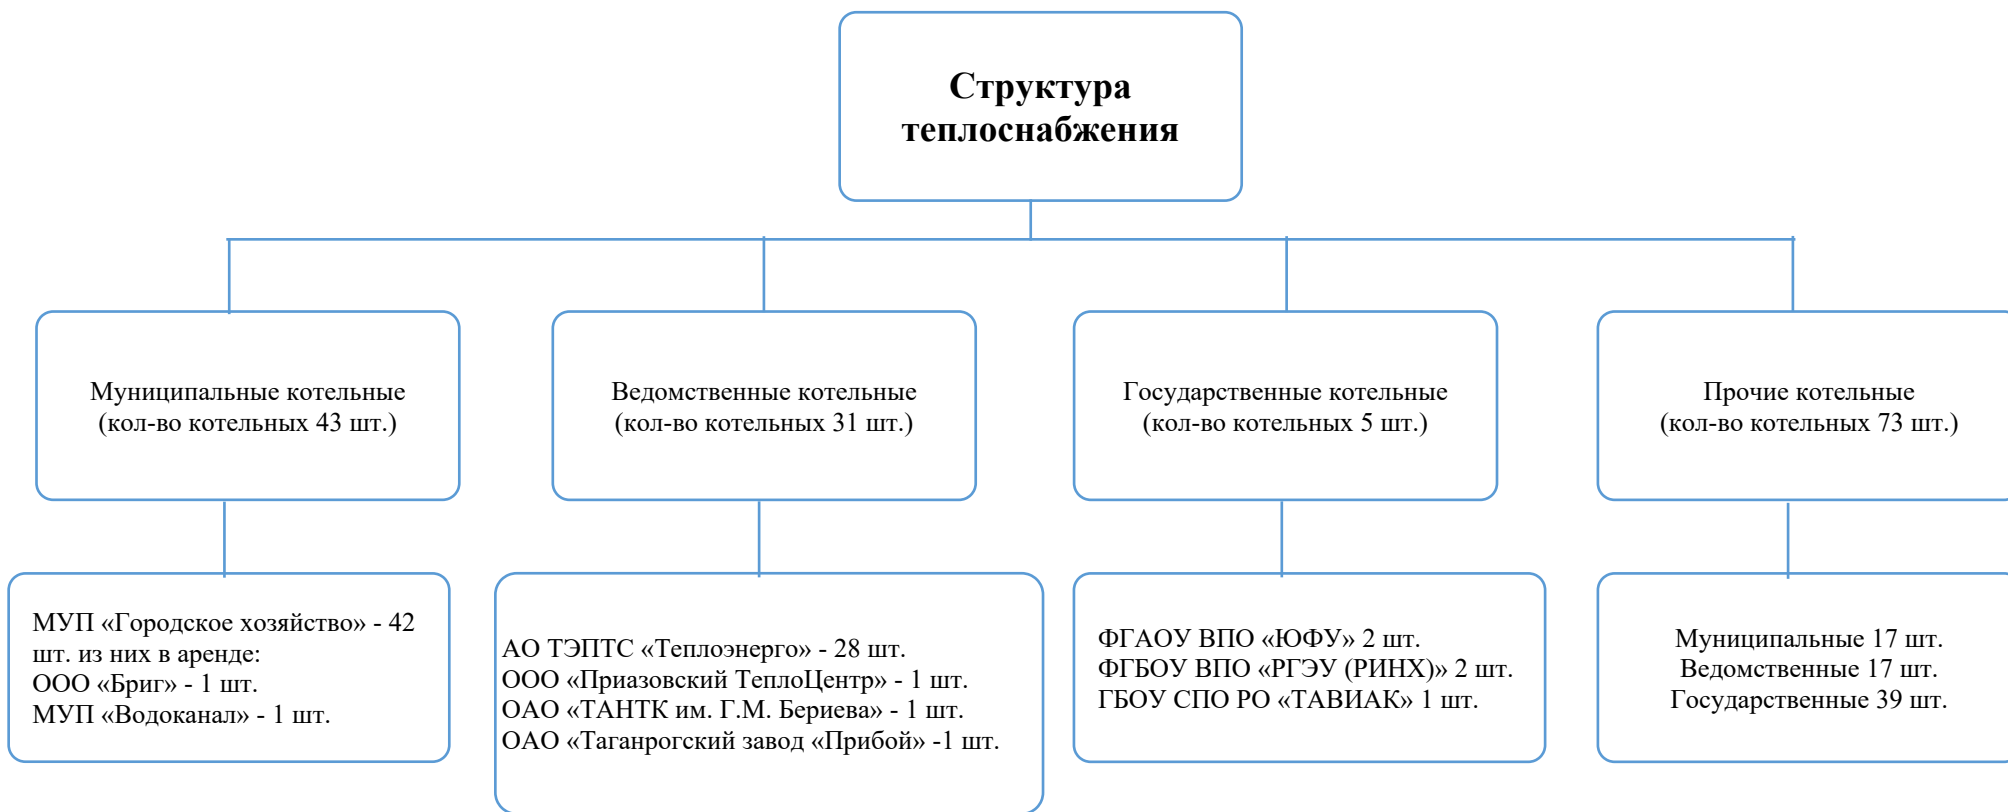 Структура
теплоснабжения
Муниципальные котельные
(кол-во котельных 43 шт.)
Ведомственные котельные
(кол-во котельных 31 шт.)
Государственные котельные
(кол-во котельных 5 шт.)
Прочие котельные
(кол-во котельных 73 шт.)
МУП «Городское хозяйство» - 42
шт. из них в аренде:
ООО «Бриг» - 1 шт.
МУП «Водоканал» - 1 шт.
АО ТЭПТС «Теплоэнерго» - 28 шт.
ООО «Приазовский ТеплоЦентр» - 1 шт.
ОАО «ТАНТК им. Г.М. Бериева» - 1 шт.
ОАО «Таганрогский завод «Прибой» -1 шт.
ФГАОУ ВПО «ЮФУ» 2 шт.
ФГБОУ ВПО «РГЭУ (РИНХ)» 2 шт.
ГБОУ СПО РО «ТАВИАК» 1 шт.
Муниципальные 17 шт.
Ведомственные 17 шт.
Государственные 39 шт.